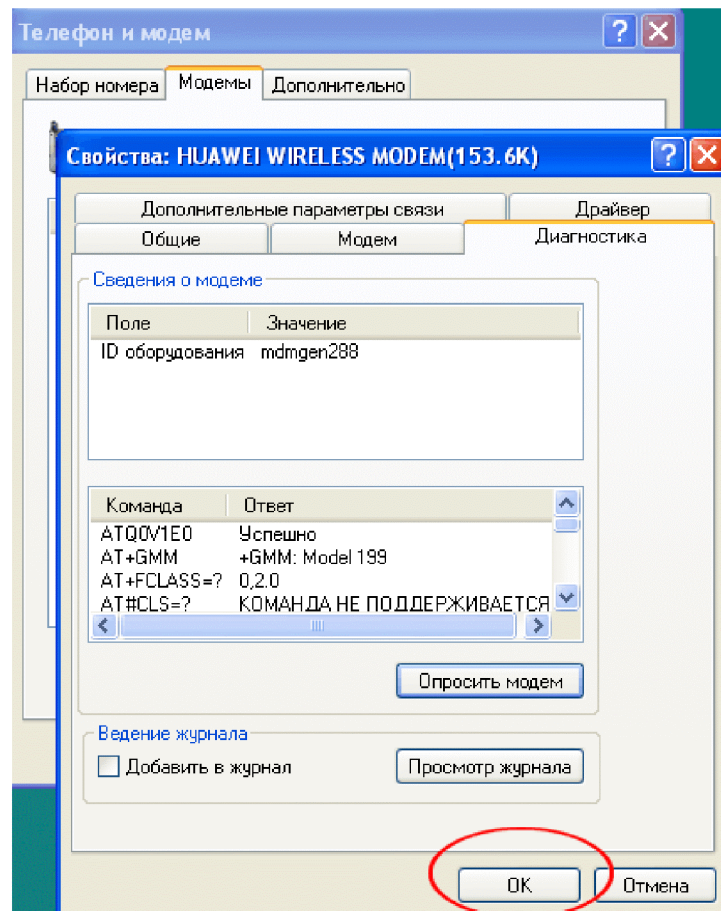 Телефон и модем
Набор номера Модемы Дополнительно
Свойства: HUAWEI WIRELESS MODEM(153.6K)
Дополнительные параметры связи Драйвер
Общие Модем Диагностика
Сведения о модеме
Поле Значение
ID оборудования mdmgen288
Команда Ответ
ATQ0V1E0 Успешно
AT+GMM +GMM: Model 199
AT+FCLASS=? 0,2.0
AT#CLS=? КОМАНДА НЕ ПОДДЕРЖИВАЕТСЯ
Опросить модем
Ведение журнала
Добавить в журнал Просмотр журнала
OK Отмена